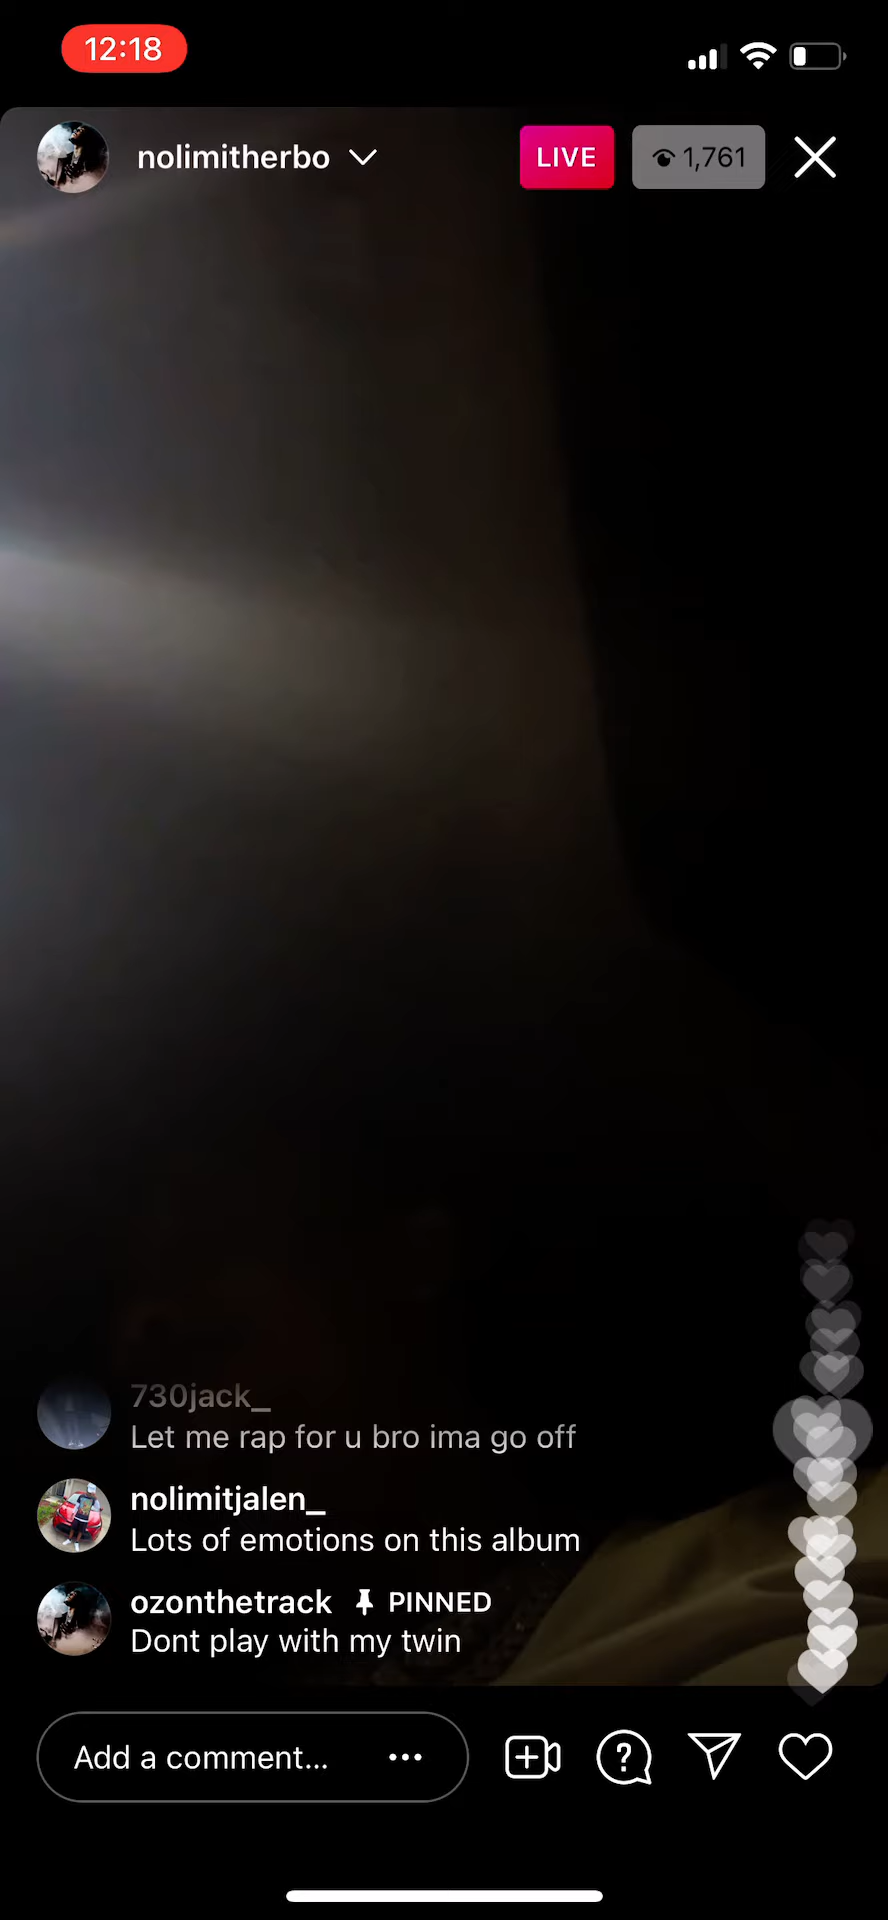 12:18
nolimitherbo
LIVE
1,761
730jack_
Let me rap for u bro ima go off
nolimitjalen_
Lots of emotions on this album
ozonthetrack PINNED
Dont play with my twin
Add a comment...